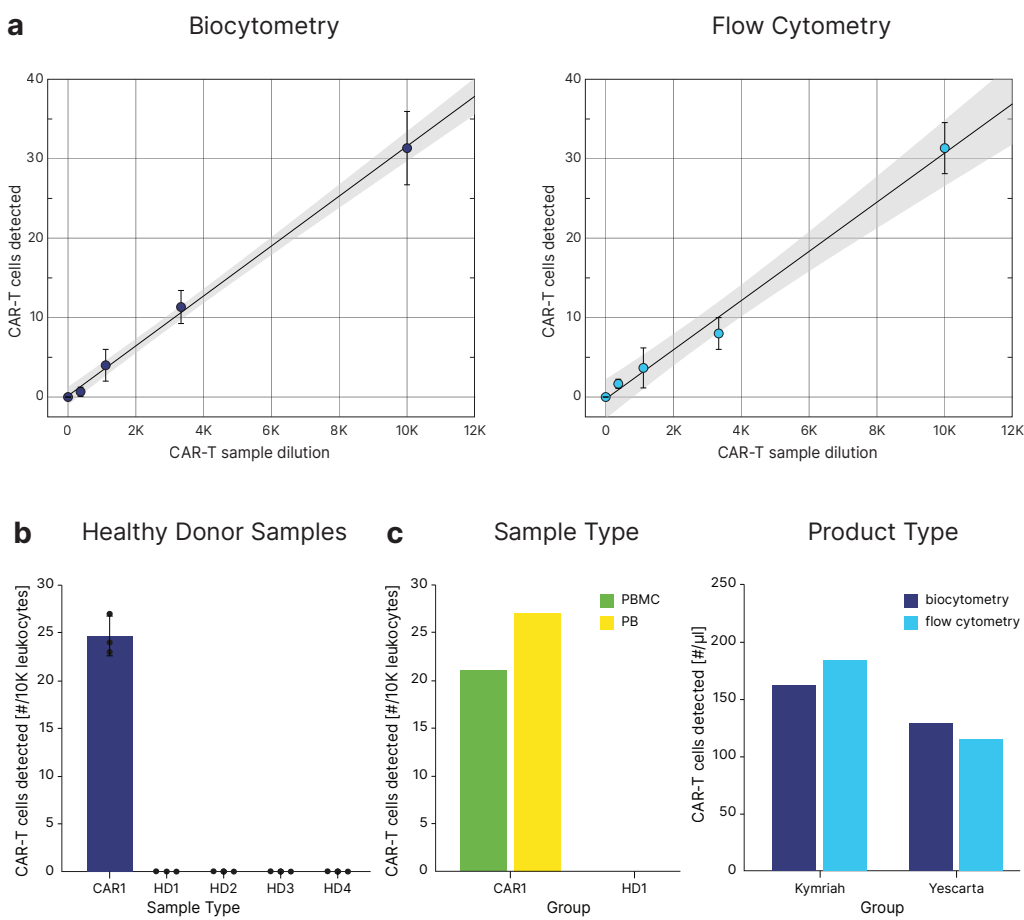 a
Biocytometry
Flow Cytometry
CAR-T cells detected
40
30
20
10
0
0 2K 4K 6K 8K 10K 12K
CAR-T sample dilution
CAR-T cells detected
40
30
20
10
0
0 2K 4K 6K 8K 10K 12K
CAR-T sample dilution
b
Healthy Donor Samples
CAR-T cells detected [#/10K leukocytes]
30
25
20
15
10
5
0
CAR1 HD1 HD2 HD3 HD4
Sample Type
c
Sample Type
CAR-T cells detected [#/10K leukocytes]
30
25
20
15
10
5
0
PBMC
PB
CAR1 HD1
Group
Product Type
CAR-T cells detected [#/µl]
250
200
150
100
50
0
biocytometry
flow cytometry
Kymriah Yescarta
Group